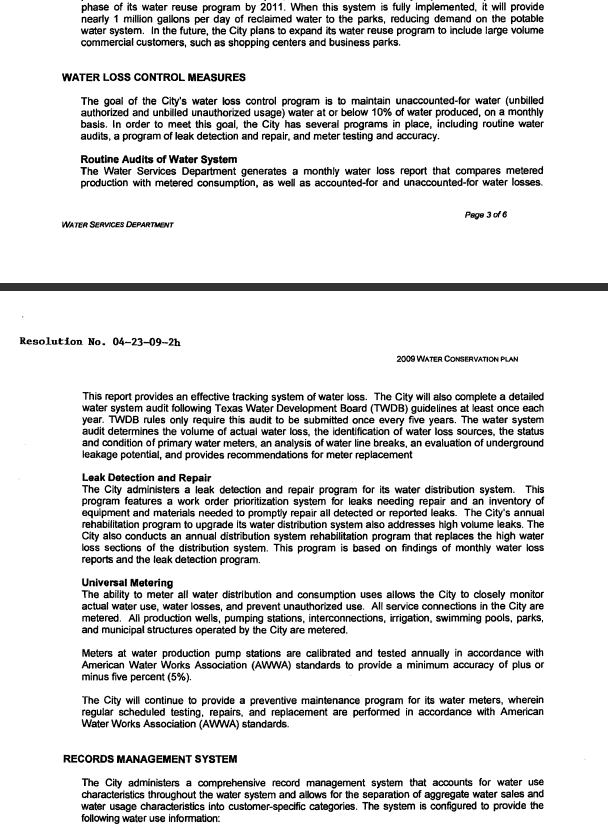 phase of its water reuse program by 2011. When this system is fully implemented, it will provide
nearly 1 million gallons per day of reclaimed water to the parks, reducing demand on the potable
water system. In the future, the City plans to expand its water reuse program to include large volume
commercial customers, such as shopping centers and business parks.
WATER LOSS CONTROL MEASURES
The goal of the City's water loss control program is to maintain unaccounted-for water (unbilled
authorized and unbilled unauthorized usage) water at or below 10% of water produced, on a monthly
basis. In order to meet this goal, the City has several programs in place, including routine water
audits, a program of leak detection and repair, and meter testing and accuracy.
Routine Audits of Water System
The Water Services Department generates a monthly water loss report that compares metered
production with metered consumption, as well as accounted-for and unaccounted-for water losses.
Page 3 of 6
WATER SERVICES DEPARTMENT
Resolution No. 04-23-09-2h
2009 WATER CONSERVATION PLAN
This report provides an effective tracking system of water loss. The City will also complete a detailed
water system audit following Texas Water Development Board (TWDB) guidelines at least once each
year. TWDB rules only require this audit to be submitted once every five years. The water system
audit determines the volume of actual water loss, the identification of water loss sources, the status
and condition of primary water meters, an analysis of water line breaks, an evaluation of underground
leakage potential, and provides recommendations for meter replacement
Leak Detection and Repair
The City administers a leak detection and repair program for its water distribution system. This
program features a work order prioritization system for leaks needing repair and an inventory of
equipment and materials needed to promptly repair all detected or reported leaks. The City's annual
rehabilitation program to upgrade its water distribution system also addresses high volume leaks. The
City also conducts an annual distribution system rehabilitation program that replaces the high water
loss sections of the distribution system. This program is based on findings of monthly water loss
reports and the leak detection program.
Universal Metering
The ability to meter all water distribution and consumption uses allows the City to closely monitor
actual water use, water losses, and prevent unauthorized use. All service connections in the City are
metered. All production wells, pumping stations, interconnections, irrigation, swimming pools, parks,
and municipal structures operated by the City are metered.
Meters at water production pump stations are calibrated and tested annually in accordance with
American Water Works Association (AWWA) standards to provide a minimum accuracy of plus or
minus five percent (5%).
The City will continue to provide a preventive maintenance program for its water meters, wherein
regular scheduled testing, repairs, and replacement are performed in accordance with American
Water Works Association (AWWA) standards.
RECORDS MANAGEMENT SYSTEM
The City administers a comprehensive record management system that accounts for water use
characteristics throughout the water system and allows for the separation of aggregate water sales and
water usage characteristics into customer-specific categories. The system is configured to provide the
following water use information: